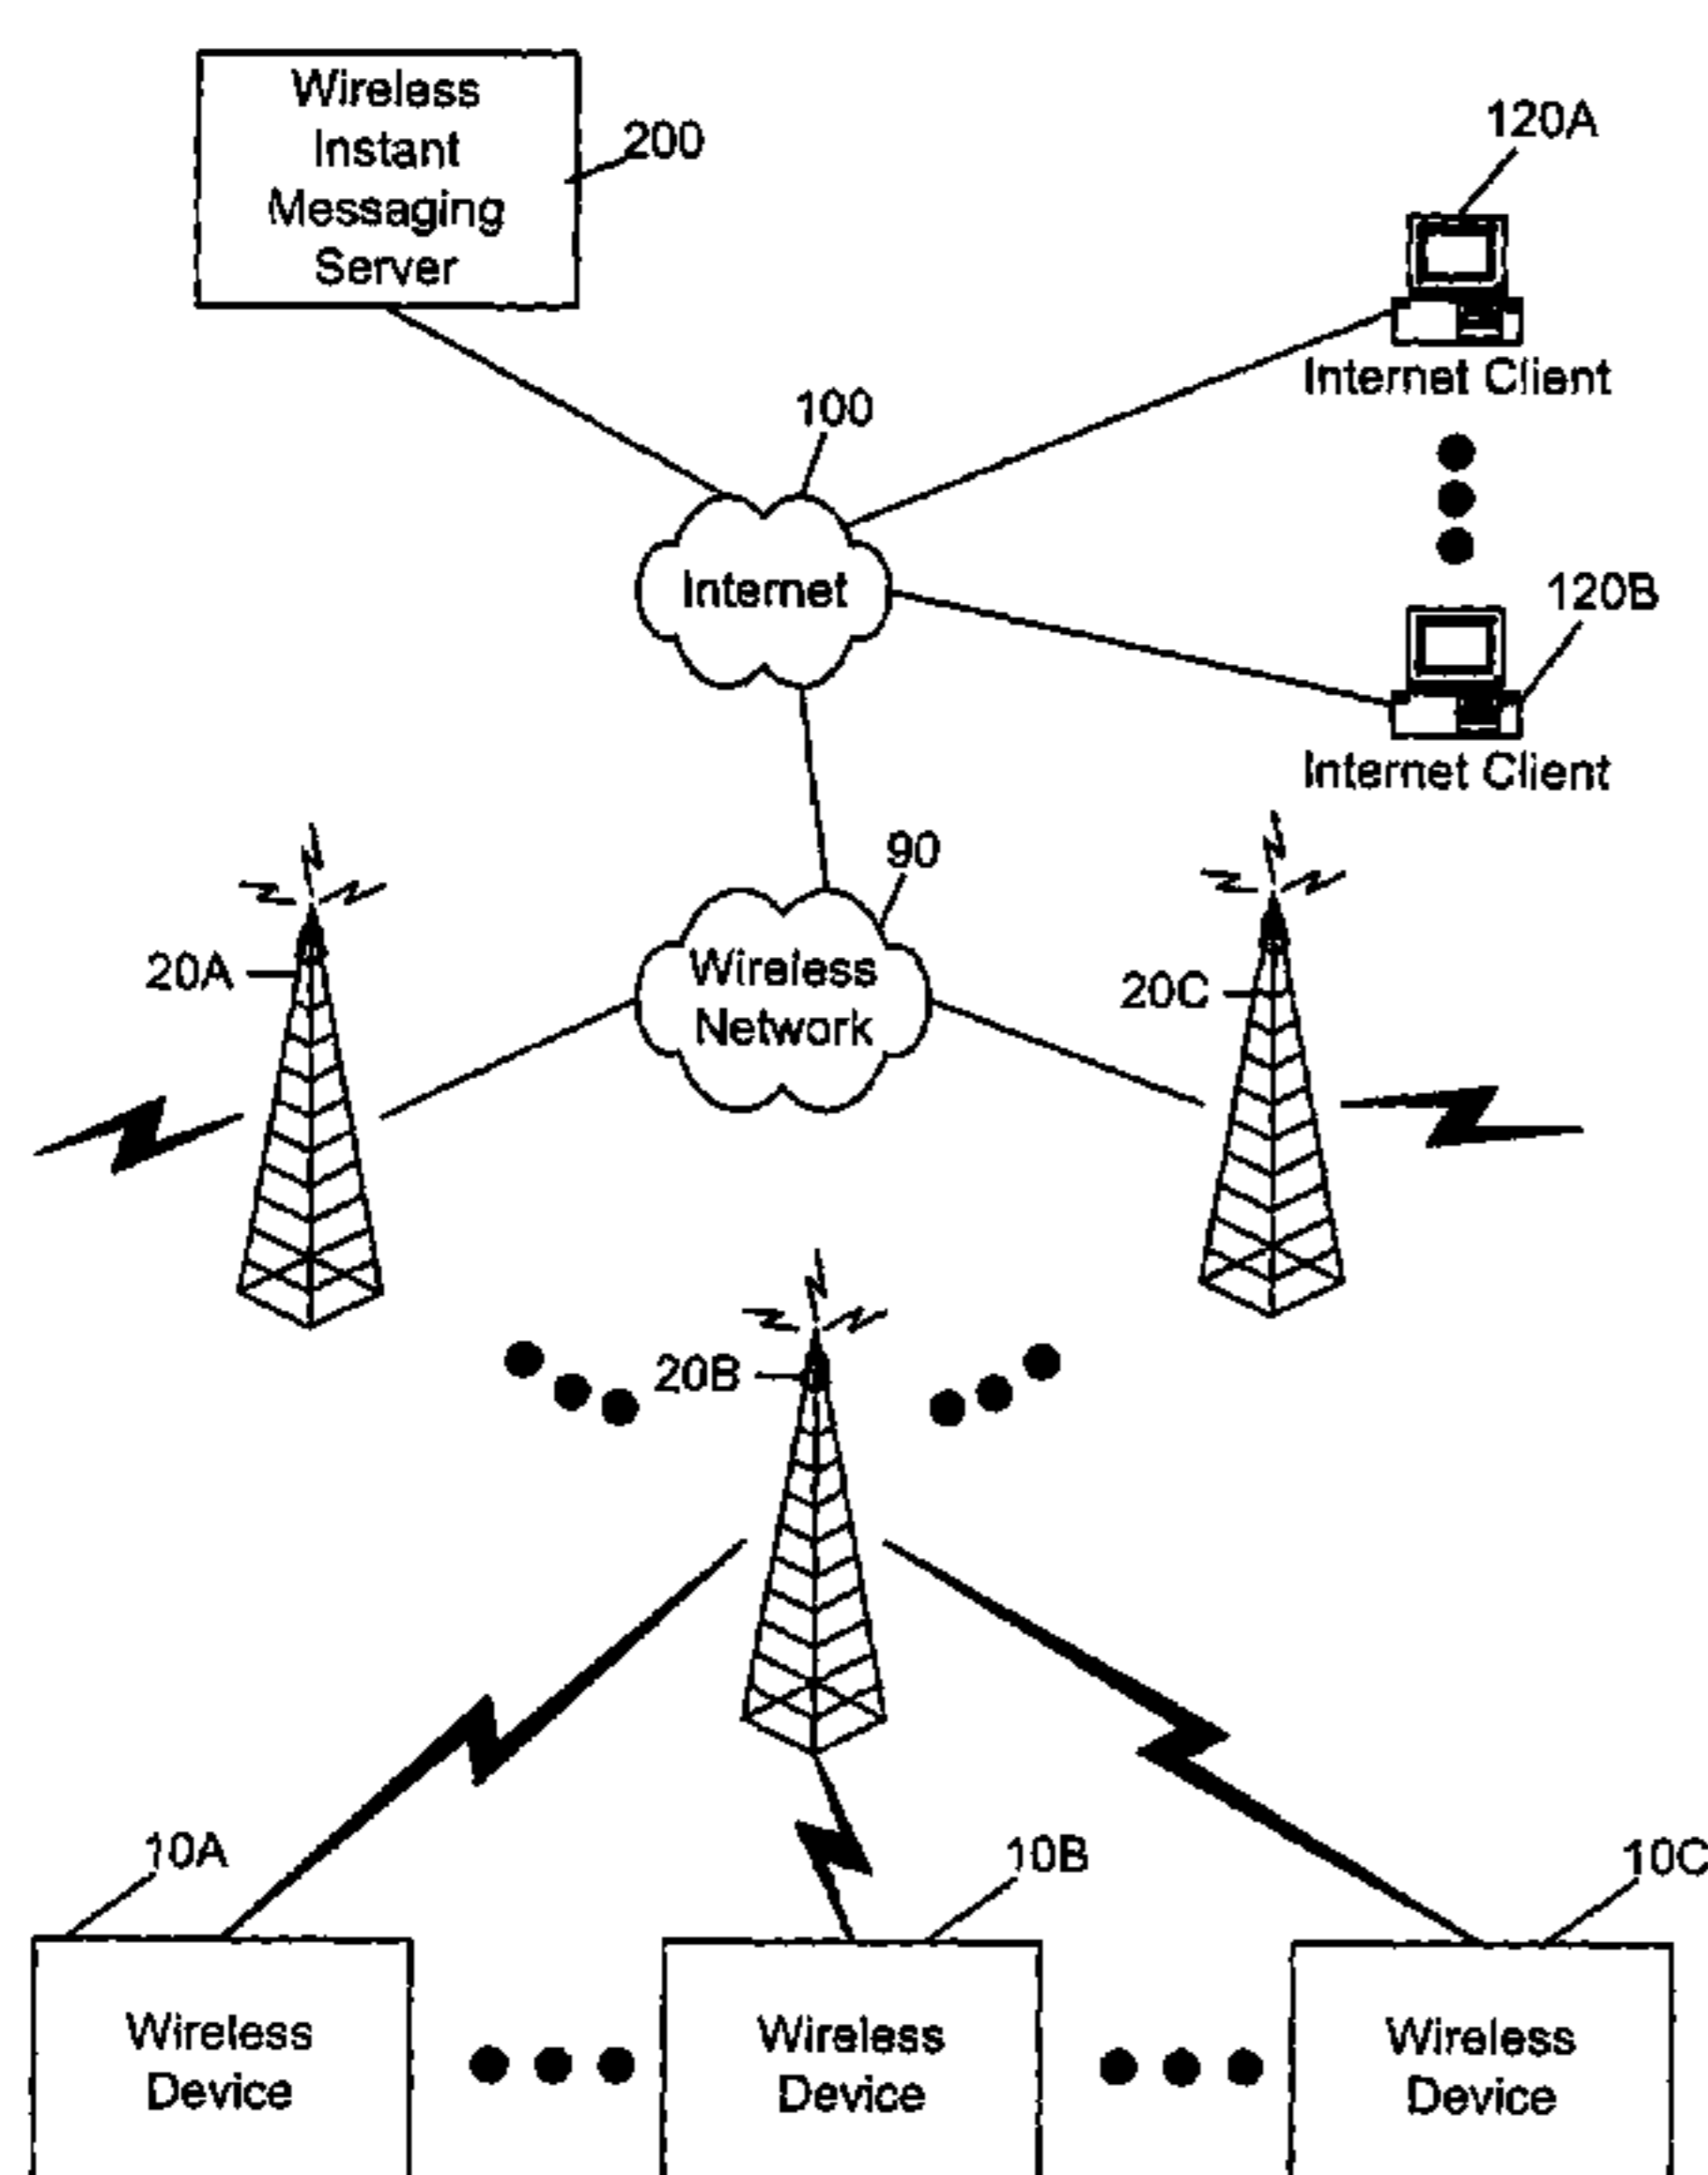 Wireless
Instant
Messaging
Server
200
120A
Internet Client
100
Internet
120B
Internet Client
90
20A
Wireless
Network
20C
20B
10A
10B
10C
Wireless
Device
Wireless
Device
Wireless
Device